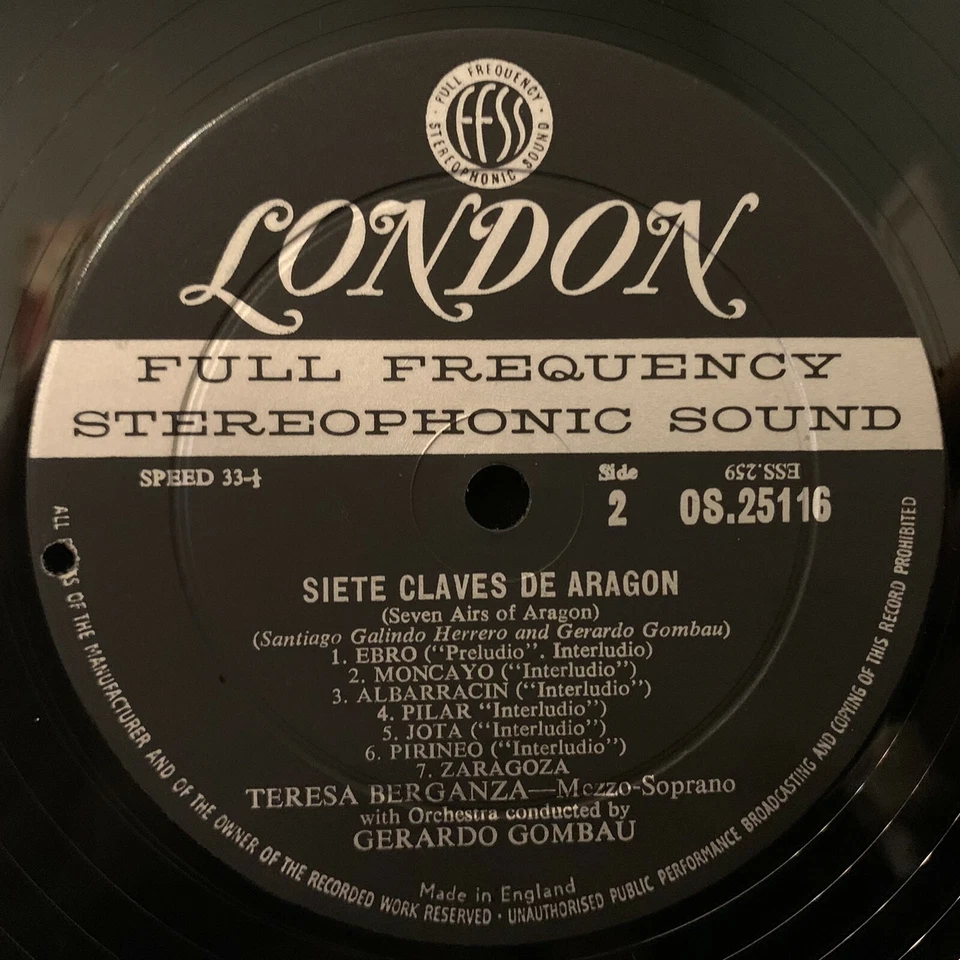 · FULL FREQUENCY · STEREOPHONIC SOUND
FFSS
LONDON
FULL FREQUENCY
STEREOPHONIC SOUND
SPEED 33-⅓
Side
2
ESS.259
OS.25116
SIETE CLAVES DE ARAGON
(Seven Airs of Aragon)
(Santiago Galindo Herrero and Gerardo Gombau)
1. EBRO ("Preludio". Interludio)
2. MONCAYO ("Interludio")
3. ALBARRACIN ("Interludio")
4. PILAR "Interludio")
5. JOTA ("Interludio")
6. PIRINEO ("Interludio")
7. ZARAGOZA
TERESA BERGANZA—Mezzo-Soprano
with Orchestra conducted by
GERARDO GOMBAU
Made in England
ALL OF THE MANUFACTURER AND OF THE OWNER OF THE RECORDED WORK RESERVED · UNAUTHORISED PUBLIC PERFORMANCE BROADCASTING AND COPYING OF THIS RECORD PROHIBITED